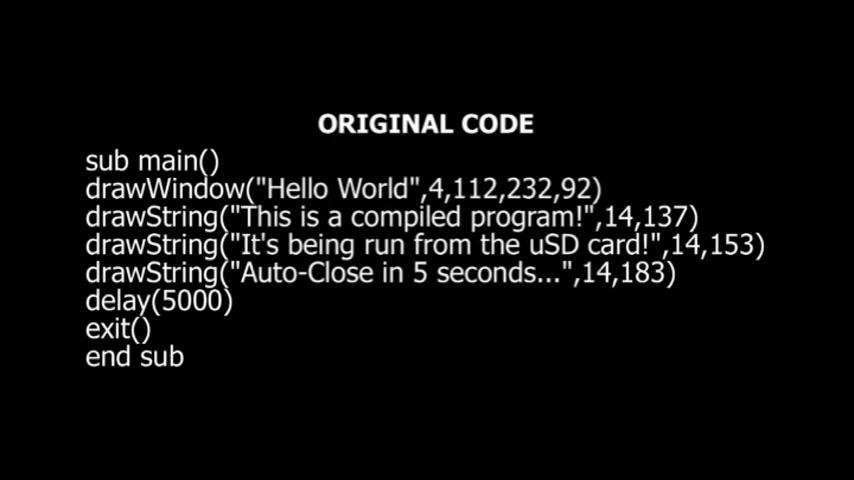 ORIGINAL CODE
sub main()
drawWindow("Hello World",4,112,232,92)
drawString("This is a compiled program!",14,137)
drawString("It's being run from the uSD card!",14,153)
drawString("Auto-Close in 5 seconds...",14,183)
delay(5000)
exit()
end sub